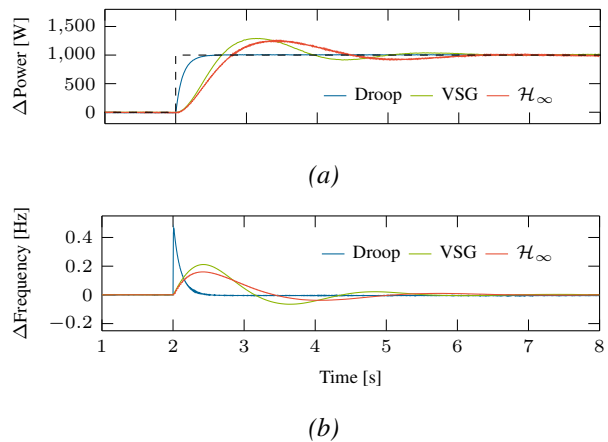 ΔPower [W]
1,500
1,000
500
0
Droop VSG ℋ∞
(a)
ΔFrequency [Hz]
0.4
0.2
0
−0.2
Droop VSG ℋ∞
1 2 3 4 5 6 7 8
Time [s]
(b)